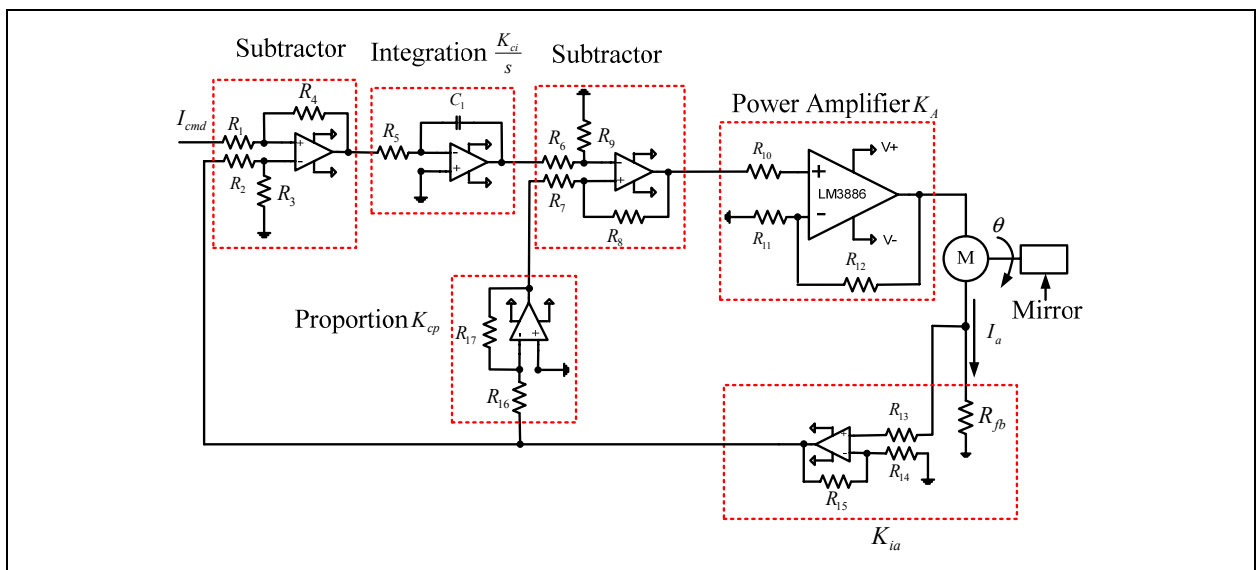 Subtractor
Integration K_{ci}/s
Subtractor
Power Amplifier K_A
I_{cmd}
R_1
R_2
R_3
R_4
+
-
R_5
C_1
-
+
R_6
R_7
R_9
-
+
R_8
R_{10}
R_{11}
+
-
LM3886
V+
V-
R_{12}
M
θ
Mirror
I_a
Proportion K_{cp}
R_{17}
-
+
R_{16}
R_{13}
R_{14}
+
-
R_{15}
R_{fb}
K_{ia}